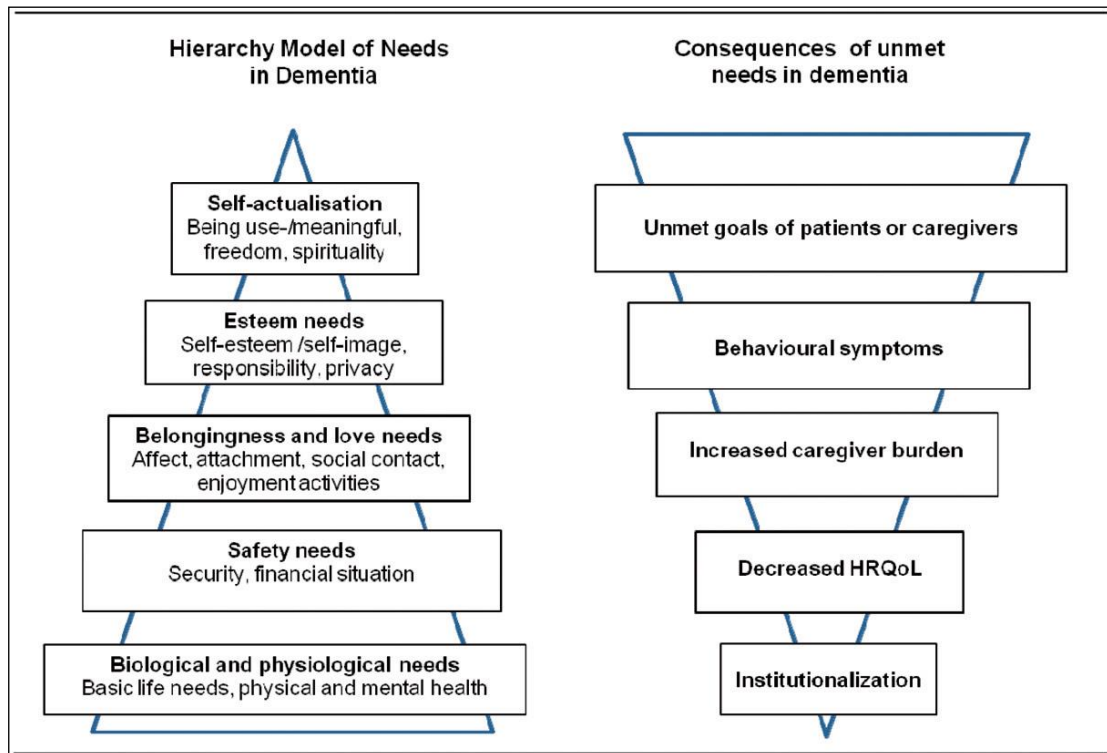 Hierarchy Model of Needs
in Dementia
Self-actualisation
Being use-/meaningful,
freedom, spirituality
Esteem needs
Self-esteem /self-image,
responsibility, privacy
Belongingness and love needs
Affect, attachment, social contact,
enjoyment activities
Safety needs
Security, financial situation
Biological and physiological needs
Basic life needs, physical and mental health
Consequences of unmet
needs in dementia
Unmet goals of patients or caregivers
Behavioural symptoms
Increased caregiver burden
Decreased HRQoL
Institutionalization